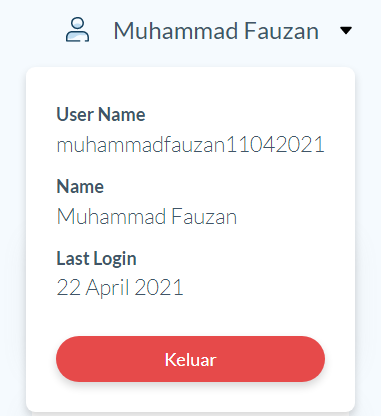 Muhammad Fauzan
User Name
muhammadfauzan11042021
Name
Muhammad Fauzan
Last Login
22 April 2021
Keluar